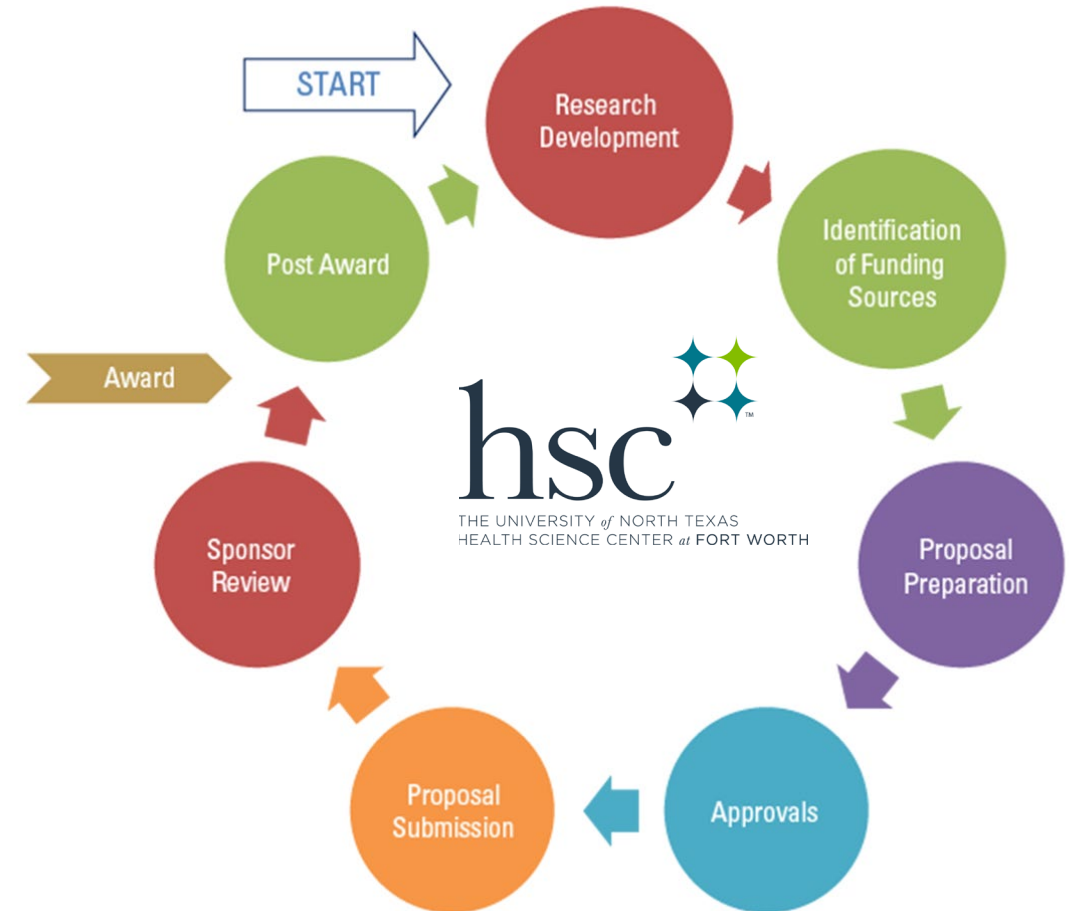 START
Research
Development
Identification
of Funding
Sources
Proposal
Preparation
Approvals
Proposal
Submission
Sponsor
Review
Award
Post Award
hsc
TM
THE UNIVERSITY of NORTH TEXAS
HEALTH SCIENCE CENTER at FORT WORTH